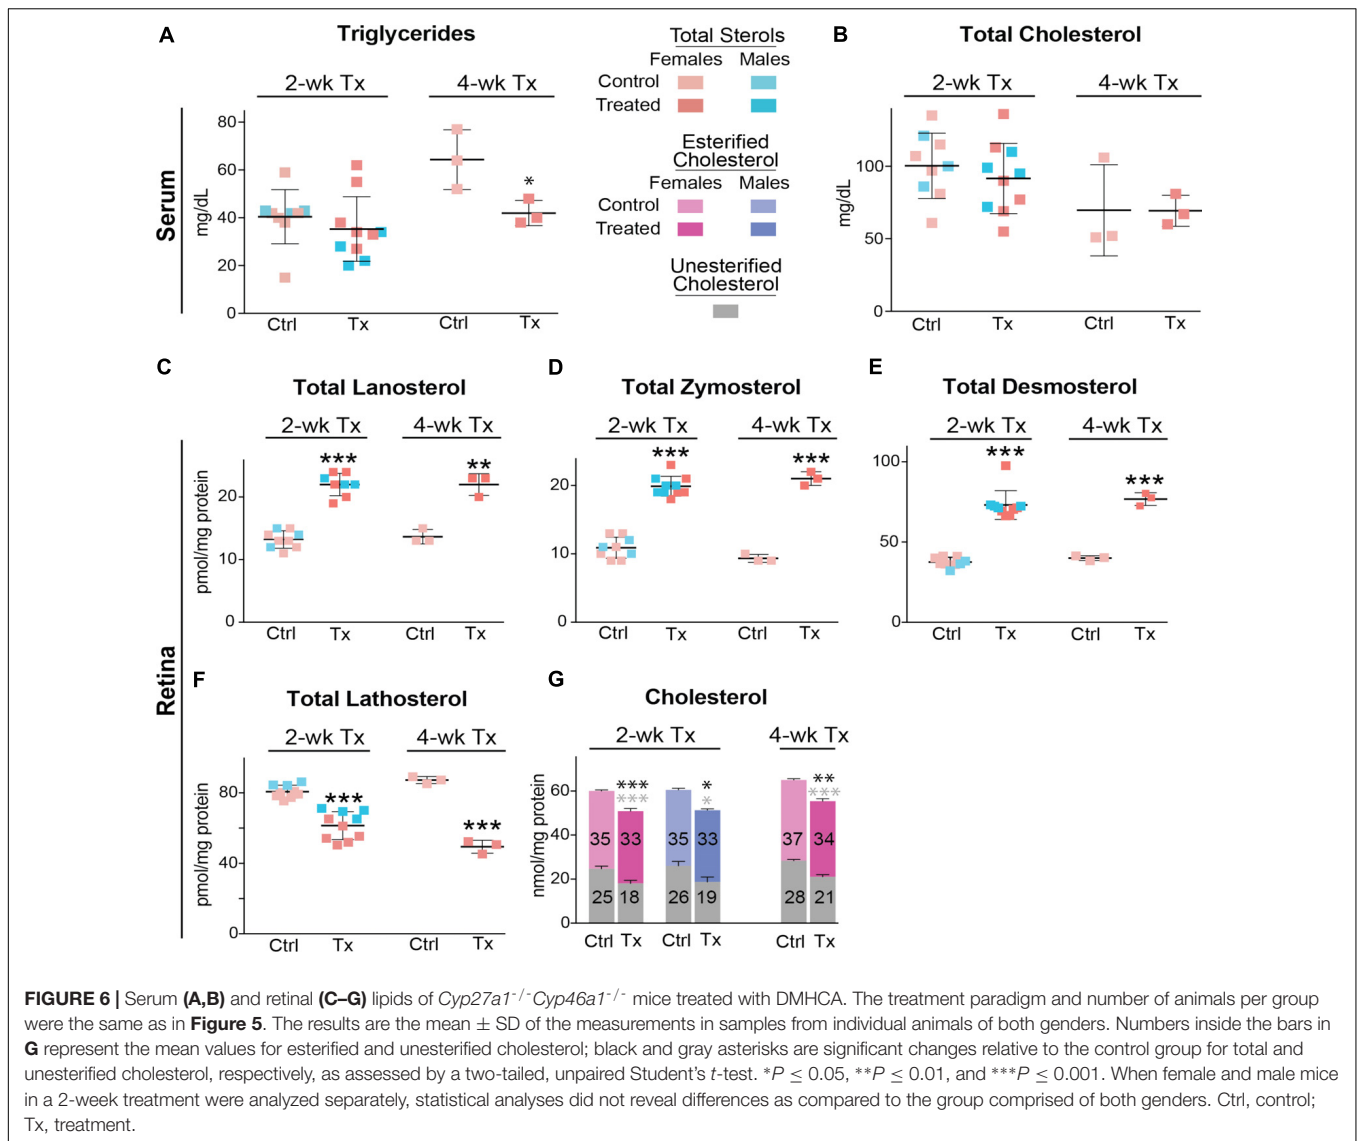 A
Triglycerides
2-wk Tx
4-wk Tx
Serum
mg/dL
80
60
40
20
0
*
Ctrl
Tx
Ctrl
Tx
Total Sterols
Females Males
Control
Treated
Esterified
Cholesterol
Females Males
Control
Treated
Unesterified
Cholesterol
B
Total Cholesterol
2-wk Tx
4-wk Tx
mg/dL
100
50
0
Ctrl
Tx
Ctrl
Tx
Retina
C
Total Lanosterol
2-wk Tx
4-wk Tx
***
**
pmol/mg protein
20
10
0
Ctrl
Tx
Ctrl
Tx
D
Total Zymosterol
2-wk Tx
4-wk Tx
***
***
20
10
0
Ctrl
Tx
Ctrl
Tx
E
Total Desmosterol
2-wk Tx
4-wk Tx
***
***
100
50
0
Ctrl
Tx
Ctrl
Tx
F
Total Lathosterol
2-wk Tx
4-wk Tx
***
***
pmol/mg protein
80
40
0
Ctrl
Tx
Ctrl
Tx
G
Cholesterol
2-wk Tx
4-wk Tx
nmol/mg protein
60
40
20
0
***
***
*
*
**
***
35 33 35 33 37 34
25 18 26 19 28 21
Ctrl Tx Ctrl Tx Ctrl Tx
FIGURE 6 | Serum (A,B) and retinal (C–G) lipids of Cyp27a1-/-Cyp46a1-/- mice treated with DMHCA. The treatment paradigm and number of animals per group
were the same as in Figure 5. The results are the mean ± SD of the measurements in samples from individual animals of both genders. Numbers inside the bars in
G represent the mean values for esterified and unesterified cholesterol; black and gray asterisks are significant changes relative to the control group for total and
unesterified cholesterol, respectively, as assessed by a two-tailed, unpaired Student's t-test. *P ≤ 0.05, **P ≤ 0.01, and ***P ≤ 0.001. When female and male mice
in a 2-week treatment were analyzed separately, statistical analyses did not reveal differences as compared to the group comprised of both genders. Ctrl, control;
Tx, treatment.